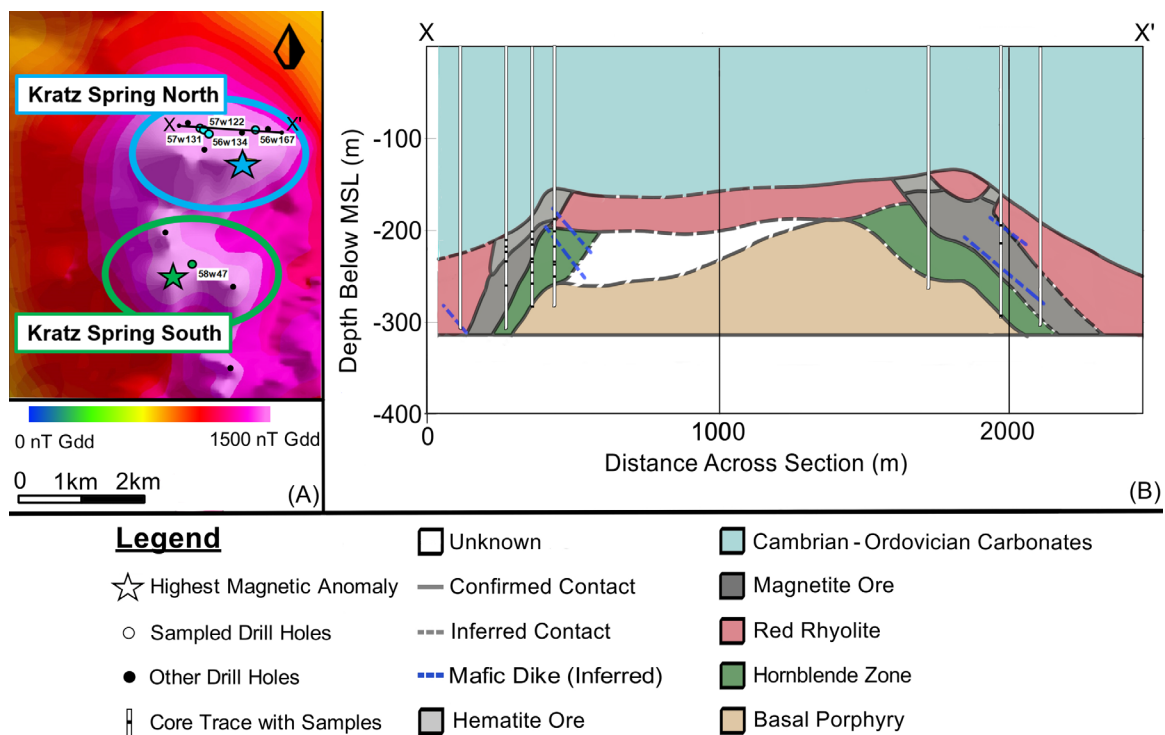 Kratz Spring North
X
X'
57w122
57w131
56w134
56w167
58w47
Kratz Spring South
0 nT Gdd
1500 nT Gdd
0 1km 2km
(A)
X
X'
-100
-200
-300
-400
Depth Below MSL (m)
0
1000
2000
Distance Across Section (m)
(B)
Legend
Highest Magnetic Anomaly
Sampled Drill Holes
Other Drill Holes
Core Trace with Samples
Unknown
Confirmed Contact
Inferred Contact
Mafic Dike (Inferred)
Hematite Ore
Cambrian-Ordovician Carbonates
Magnetite Ore
Red Rhyolite
Hornblende Zone
Basal Porphyry